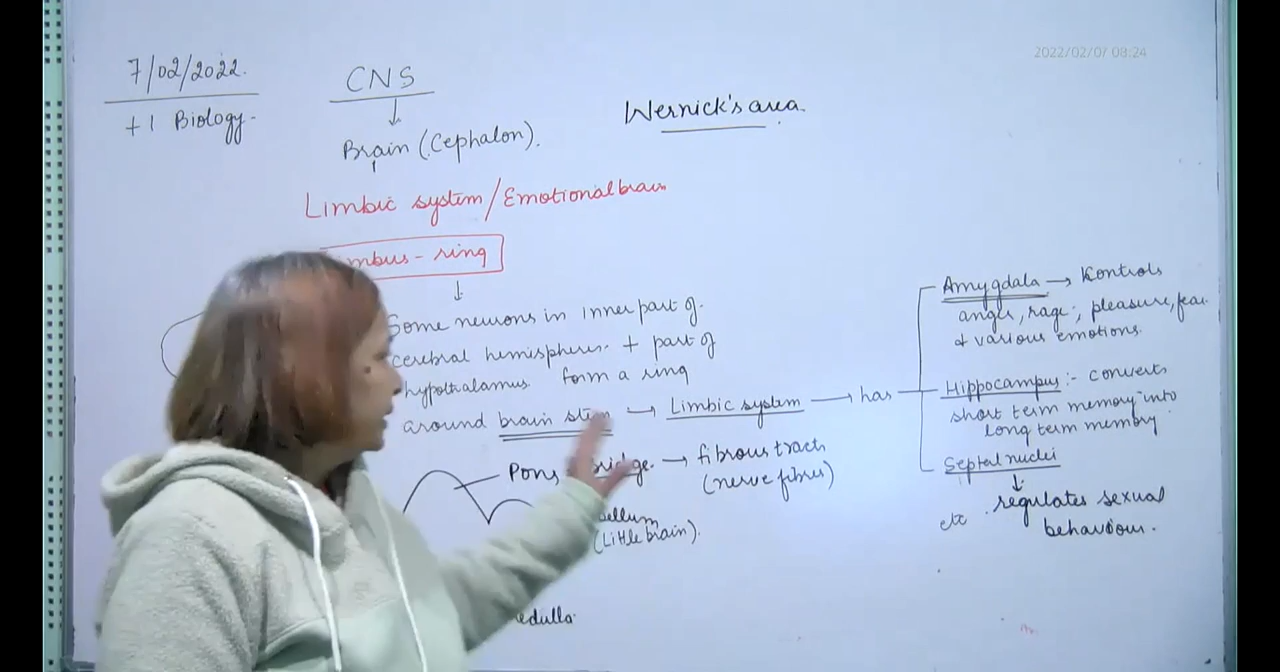 2022/02/07 08:24
7/02/2022.
+1 Biology.
CNS
↓
Brain (Cephalon).
Wernick's area.
Limbic system/Emotional brain
mbus - ring
↓
Some neurons in inner part of
cerebral hemispheres + part of
hypothalamus form a ring
around brain stem → Limbic system → has
Amygdala → Kontrols
anger, rage, pleasure, fear
& various emotions.
Hippocampus :- converts
short term memory into
Long term memory
Septal nuclei
↓
regulates sexual
behaviour.
etc
Pons ridge. → fibrous tracts
(nerve fibres)
bellum
(Little brain).
edulla